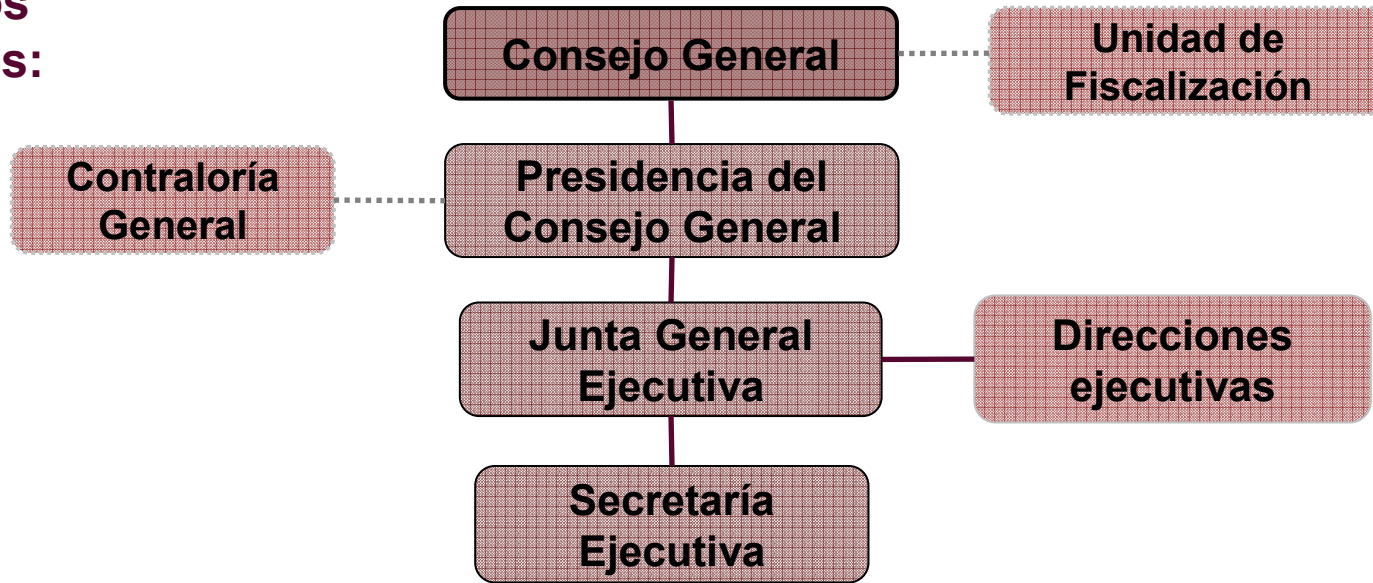 s:
Consejo General
Unidad de
Fiscalización
Contraloría
General
Presidencia del
Consejo General
Junta General
Ejecutiva
Direcciones
ejecutivas
Secretaría
Ejecutiva